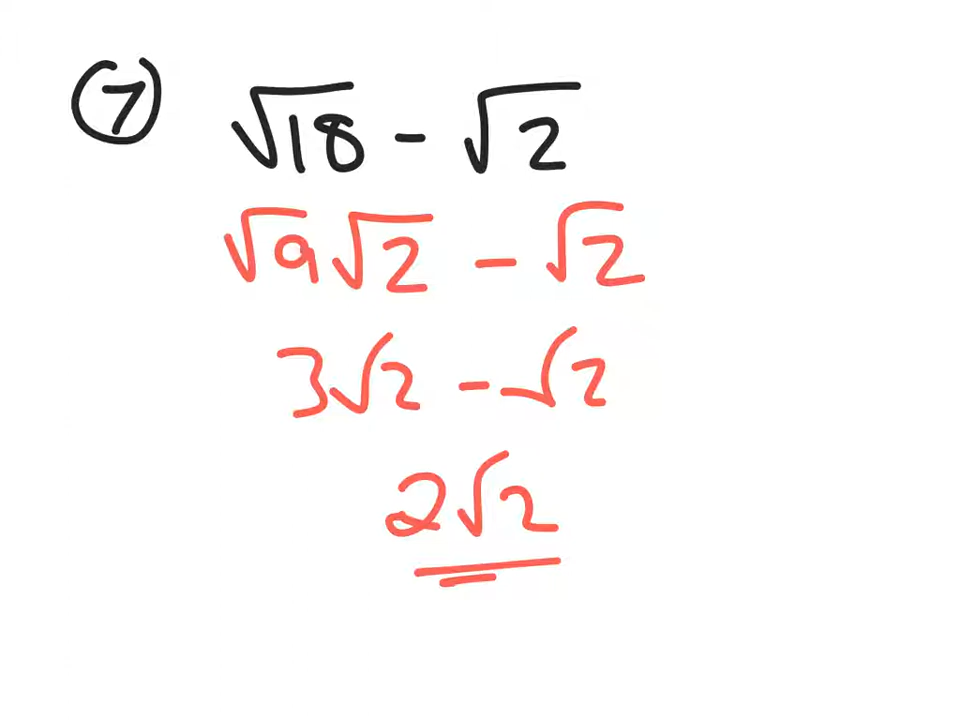 ⑦ √18 - √2
√9√2 - √2
3√2 - √2
2√2